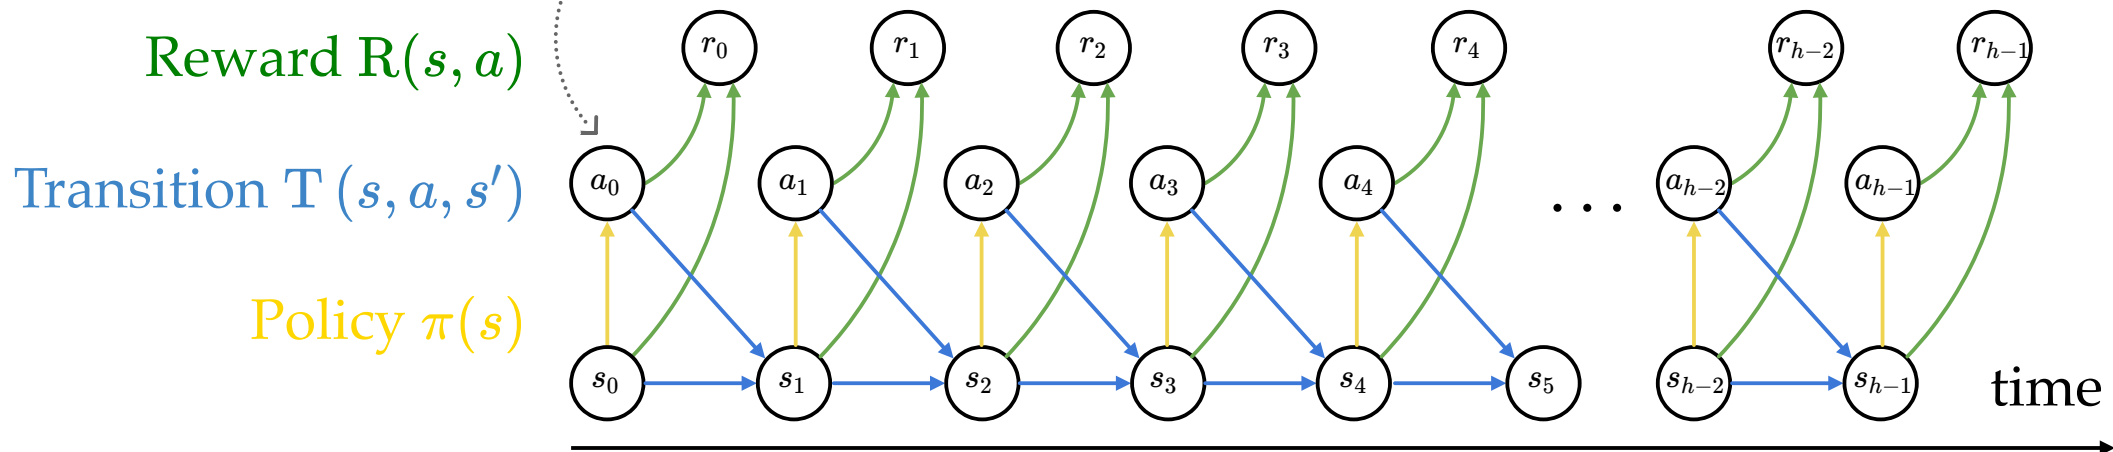 Reward R(s, a) r₀ r₁ r₂ r₃ r₄ rₕ₋₂ rₕ₋₁
Transition T (s, a, s′) a₀ a₁ a₂ a₃ a₄ ... aₕ₋₂ aₕ₋₁
Policy π(s)
s₀ s₁ s₂ s₃ s₄ s₅ sₕ₋₂ sₕ₋₁ time